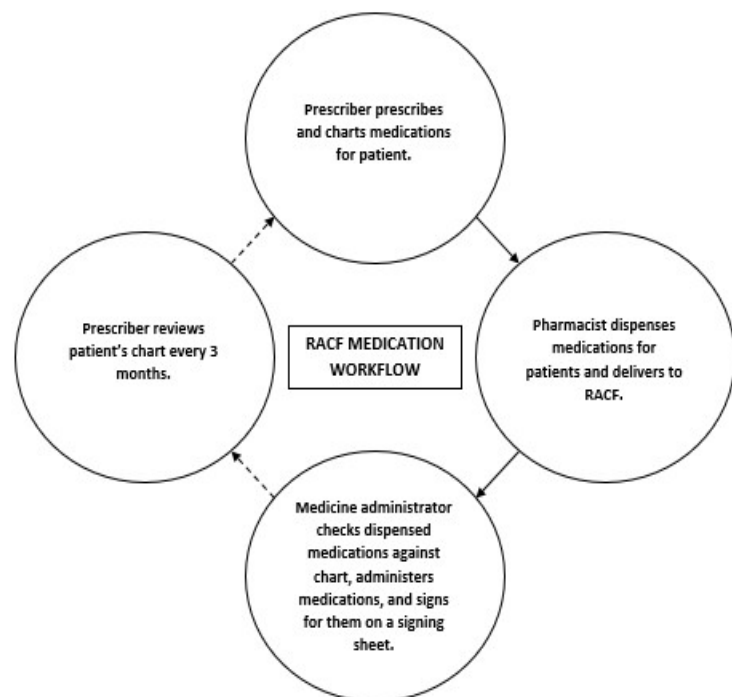 Prescriber prescribes
and charts medications
for patient.
Pharmacist dispenses
medications for
patients and delivers to
RACF.
Medicine administrator
checks dispensed
medications against
chart, administers
medications, and signs
for them on a signing
sheet.
Prescriber reviews
patient's chart every 3
months.
RACF MEDICATION
WORKFLOW